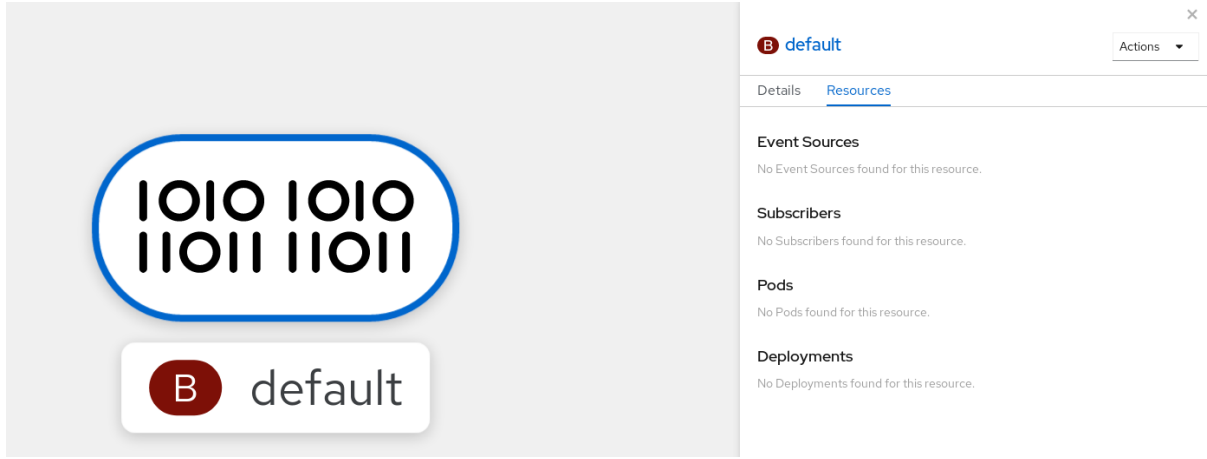 1010 1010
11011 11011
B default
×
B default
Actions
Details Resources
Event Sources
No Event Sources found for this resource.
Subscribers
No Subscribers found for this resource.
Pods
No Pods found for this resource.
Deployments
No Deployments found for this resource.